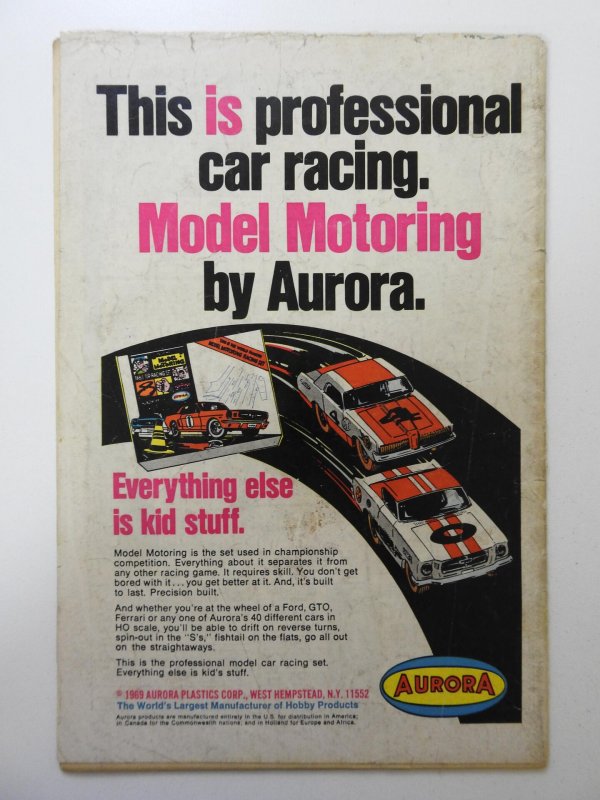 This is professional
car racing.
Model Motoring
by Aurora.
MODEL MOTORING RACING SET
MODEL
MOTORING
Everything else
is kid stuff.
Model Motoring is the set used in championship
competition. Everything about it separates it from
any other racing game. It requires skill. You don't get
bored with it...you get better at it. And, it's built
to last. Precision built.
And whether you're at the wheel of a Ford, GTO,
Ferrari or any one of Aurora's 40 different cars in
HO scale, you'll be able to drift on reverse turns,
spin-out in the "S's," fishtail on the flats, go all out
on the straightaways.
This is the professional model car racing set.
Everything else is kid's stuff.
© 1969 AURORA PLASTICS CORP., WEST HEMPSTEAD, N.Y. 11552
The World's Largest Manufacturer of Hobby Products
Aurora products are manufactured entirely in the U.S. for distribution in America;
in Canada for the Commonwealth nations; and in Holland for Europe and Africa.
AURORA